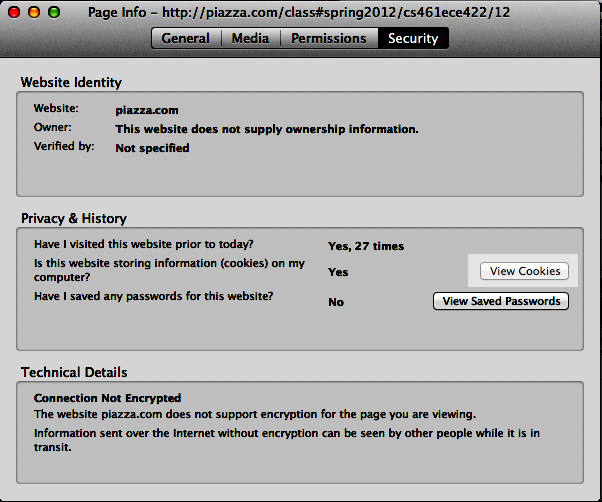 Page Info – http://piazza.com/class#spring2012/cs461ece422/12
General Media Permissions Security
Website Identity
Website: piazza.com
Owner: This website does not supply ownership information.
Verified by: Not specified
Privacy & History
Have I visited this website prior to today? Yes, 27 times
Is this website storing information (cookies) on my
computer? Yes View Cookies
Have I saved any passwords for this website? No View Saved Passwords
Technical Details
Connection Not Encrypted
The website piazza.com does not support encryption for the page you are viewing.
Information sent over the Internet without encryption can be seen by other people while it is in
transit.